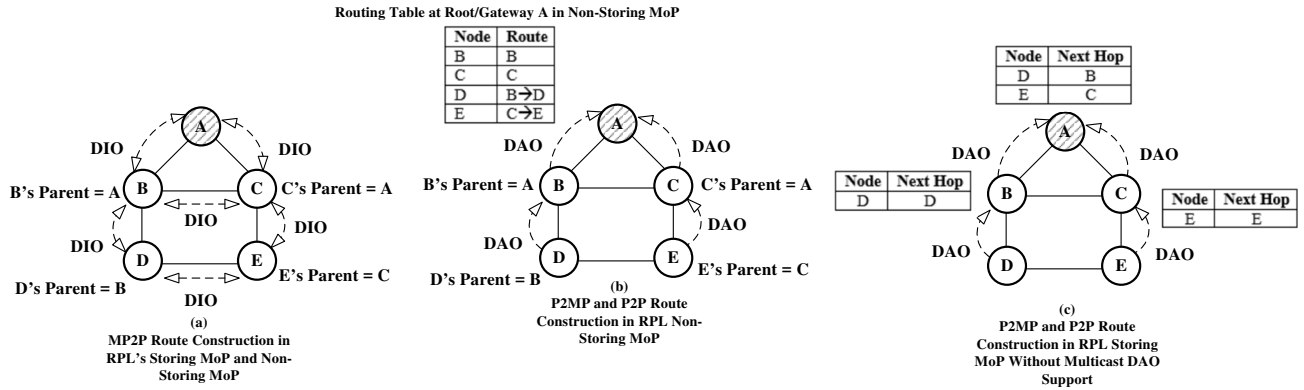 Routing Table at Root/Gateway A in Non-Storing MoP
Node Route
B B
C C
D B→D
E C→E
A
DIO
DIO
B's Parent = A
B
C
C's Parent = A
DIO
DIO
DIO
D
E
D's Parent = B
E's Parent = C
DIO
(a)
MP2P Route Construction in
RPL's Storing MoP and Non-
Storing MoP
A
DAO
DAO
B's Parent = A
B
C
C's Parent = A
DAO
DAO
D
E
D's Parent = B
E's Parent = C
(b)
P2MP and P2P Route
Construction in RPL Non-
Storing MoP
Node Next Hop
D B
E C
A
DAO
DAO
Node Next Hop
D D
B
C
Node Next Hop
E E
DAO
DAO
D
E
(c)
P2MP and P2P Route
Construction in RPL Storing
MoP Without Multicast DAO
Support